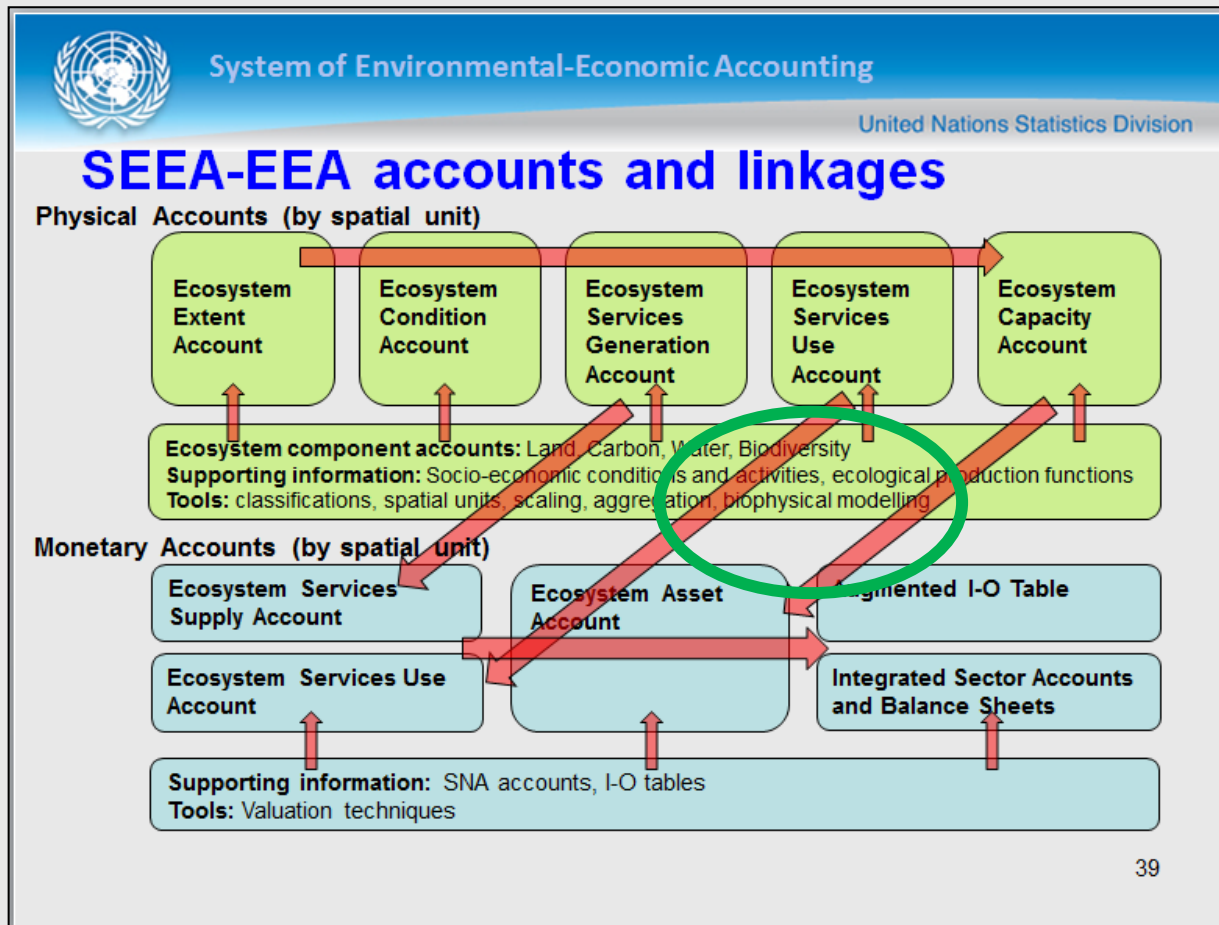 System of Environmental-Economic Accounting
United Nations Statistics Division
SEEA-EEA accounts and linkages
Physical Accounts (by spatial unit)
Ecosystem
Extent
Account
Ecosystem
Condition
Account
Ecosystem
Services
Generation
Account
Ecosystem
Services
Use
Account
Ecosystem
Capacity
Account
Ecosystem component accounts: Land, Carbon, Water, Biodiversity
Supporting information: Socio-economic conditions and activities, ecological production functions
Tools: classifications, spatial units, scaling, aggregation, biophysical modelling
Monetary Accounts (by spatial unit)
Ecosystem Services
Supply Account
Ecosystem Asset
Account
Augmented I-O Table
Ecosystem Services Use
Account
Integrated Sector Accounts
and Balance Sheets
Supporting information: SNA accounts, I-O tables
Tools: Valuation techniques
39